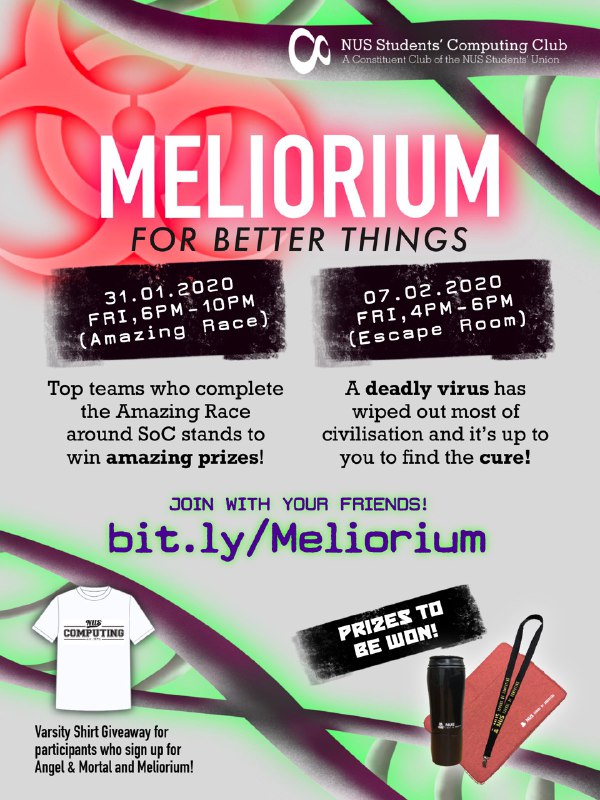 NUS Students' Computing Club
A Constituent Club of the NUS Students' Union
MELIORIUM
FOR BETTER THINGS
31.01.2020
FRI,6PM-10PM
(Amazing Race)
07.02.2020
FRI,4PM-6PM
(Escape Room)
Top teams who complete
the Amazing Race
around SoC stands to
win amazing prizes!
A deadly virus has
wiped out most of
civilisation and it's up to
you to find the cure!
JOIN WITH YOUR FRIENDS!
bit.ly/Meliorium
NUS
COMPUTING
PRIZES TO
BE WON!
NUS
NUS
Varsity Shirt Giveaway for
participants who sign up for
Angel & Mortal and Meliorium!